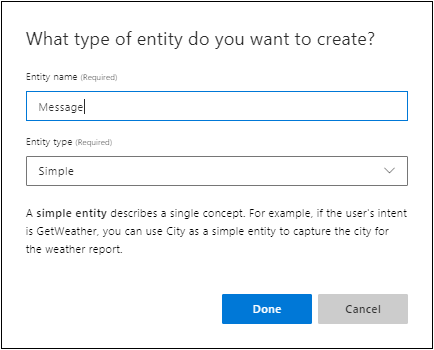 What type of entity do you want to create?
Entity name (Required)
Message
Entity type (Required)
Simple
A simple entity describes a single concept. For example, if the user's intent
is GetWeather, you can use City as a simple entity to capture the city for
the weather report.
Done Cancel